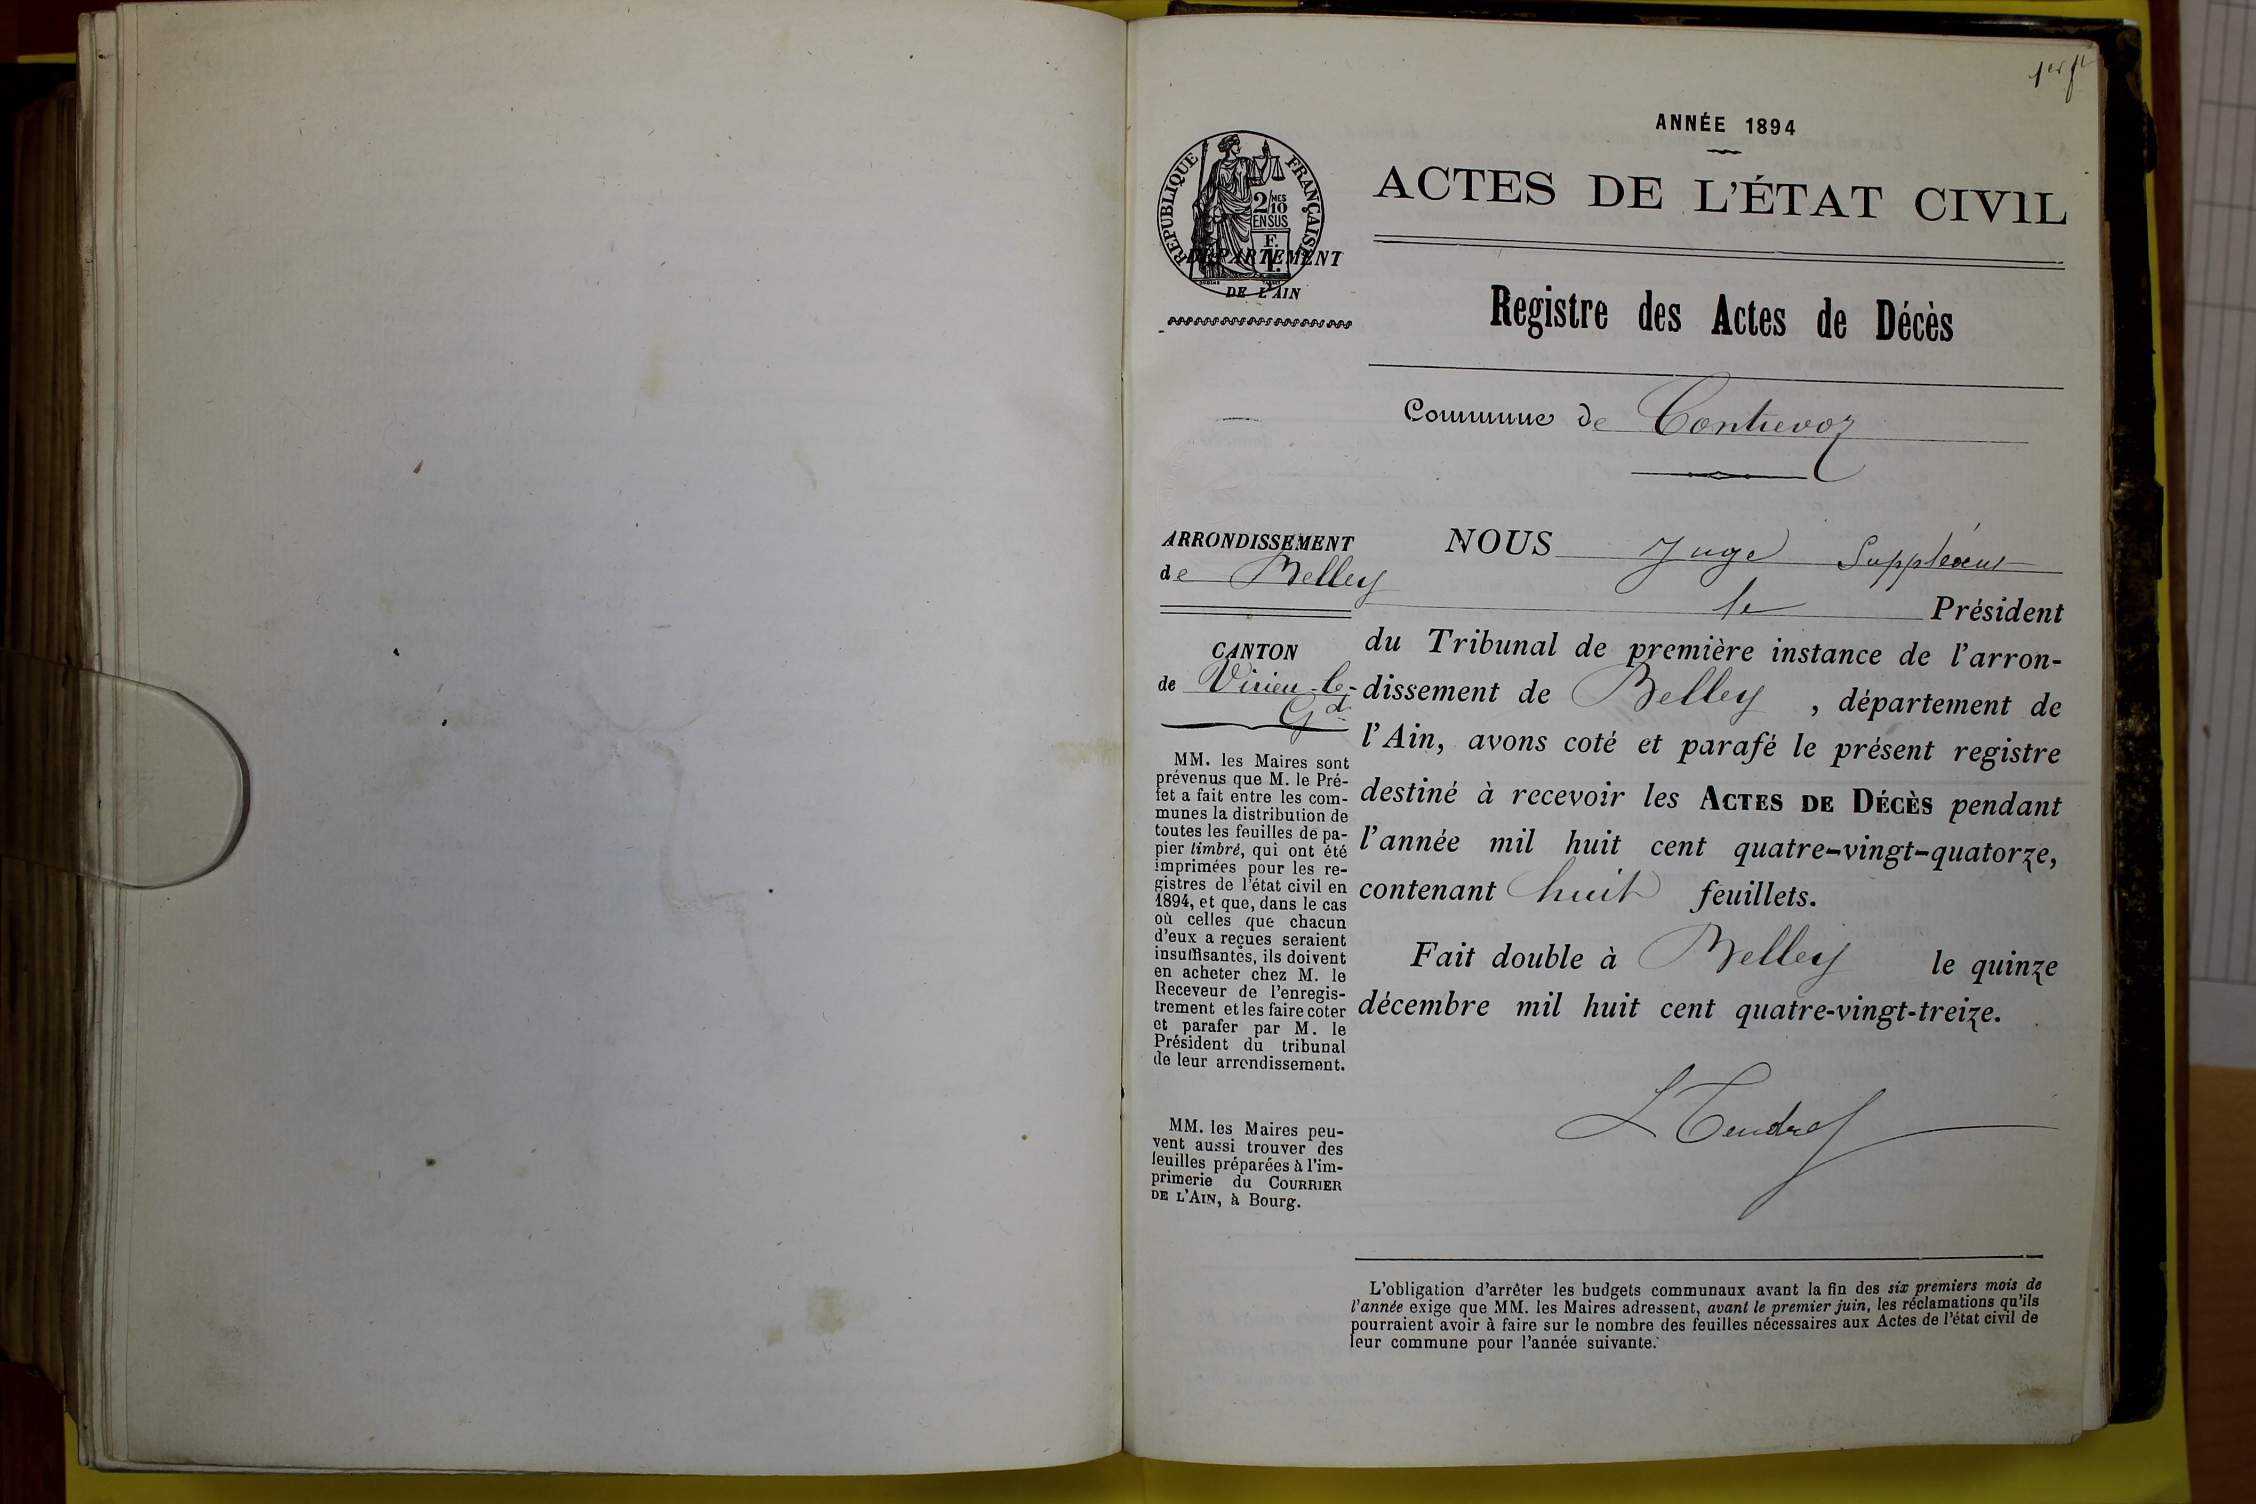 1er ft
ANNÉE 1894
ACTES DE L'ÉTAT CIVIL
RÉPUBLIQUE FRANÇAISE
2/10 MES
EN SUS
DÉPARTEMENT
DE L'AIN
Registre des Actes de Décès
Commune de Contrevoz
ARRONDISSEMENT
de Belley
CANTON
de Virieu-le-
Gd
MM. les Maires sont
prévenus que M. le Pré-
fet a fait entre les com-
munes la distribution de
toutes les feuilles de pa-
pier timbré, qui ont été
imprimées pour les re-
gistres de l'état civil en
1894, et que, dans le cas
où celles que chacun
d'eux a reçues seraient
insuffisantes, ils doivent
en acheter chez M. le
Receveur de l'enregis-
trement et les faire coter
et parafer par M. le
Président du tribunal
de leur arrondissement.
MM. les Maires peu-
vent aussi trouver des
feuilles préparées à l'im-
primerie du COURRIER
DE L'AIN, à Bourg.
NOUS Juge Suppléant
le Président
du Tribunal de première instance de l'arron-
dissement de Belley, département de
l'Ain, avons coté et parafé le présent registre
destiné à recevoir les ACTES DE DÉCÈS pendant
l'année mil huit cent quatre-vingt-quatorze,
contenant huit feuillets.
Fait double à Belley le quinze
décembre mil huit cent quatre-vingt-treize.
L Tendret
L'obligation d'arrêter les budgets communaux avant la fin des six premiers mois de
l'année exige que MM. les Maires adressent, avant le premier juin, les réclamations qu'ils
pourraient avoir à faire sur le nombre des feuilles nécessaires aux Actes de l'état civil de
leur commune pour l'année suivante.